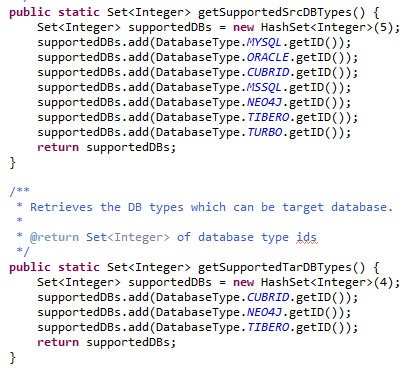 public static Set<Integer> getSupportedSrcDBTypes() {
    Set<Integer> supportedDBs = new HashSet<Integer>(5);
    supportedDBs.add(DatabaseType.MYSQL.getID());
    supportedDBs.add(DatabaseType.ORACLE.getID());
    supportedDBs.add(DatabaseType.CUBRID.getID());
    supportedDBs.add(DatabaseType.MSSQL.getID());
    supportedDBs.add(DatabaseType.NEO4J.getID());
    supportedDBs.add(DatabaseType.TIBERO.getID());
    supportedDBs.add(DatabaseType.TURBO.getID());
    return supportedDBs;
}
/**
 * Retrieves the DB types which can be target database.
 *
 * @return Set<Integer> of database type ids
 */
public static Set<Integer> getSupportedTarDBTypes() {
    Set<Integer> supportedDBs = new HashSet<Integer>(4);
    supportedDBs.add(DatabaseType.CUBRID.getID());
    supportedDBs.add(DatabaseType.NEO4J.getID());
    supportedDBs.add(DatabaseType.TIBERO.getID());
    return supportedDBs;
}